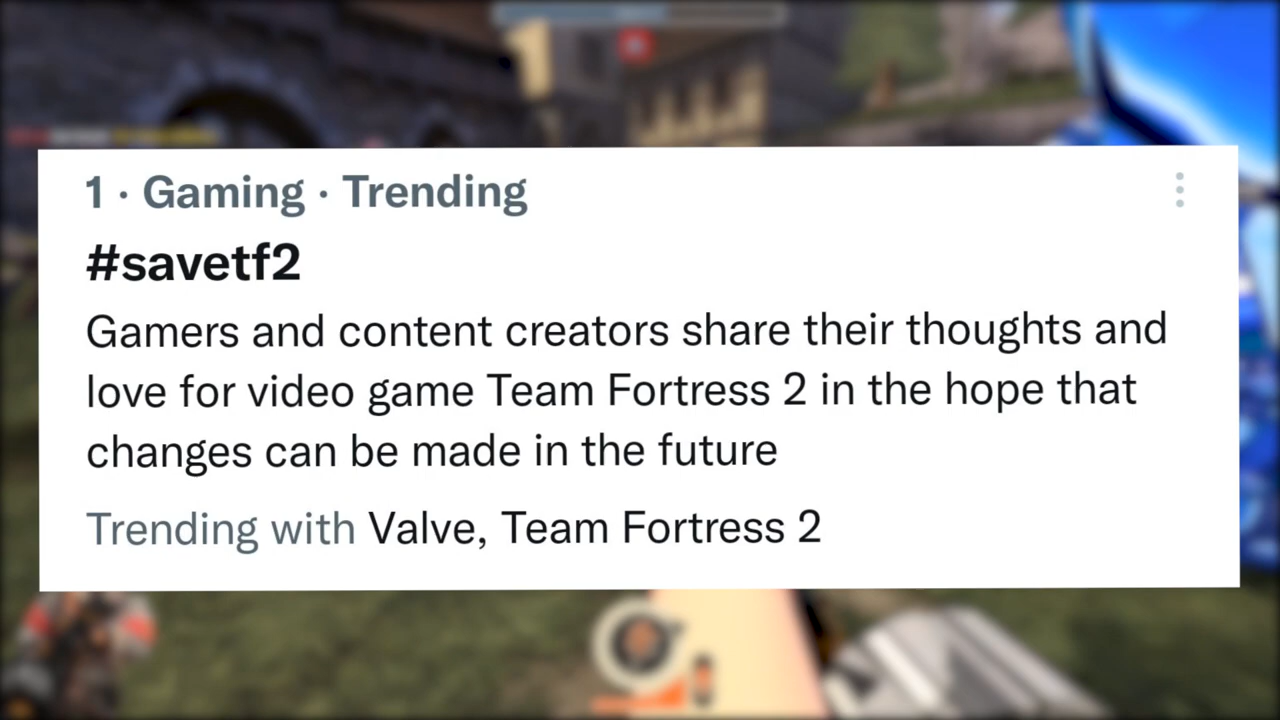 1 · Gaming · Trending
#savetf2
Gamers and content creators share their thoughts and
love for video game Team Fortress 2 in the hope that
changes can be made in the future
Trending with Valve, Team Fortress 2